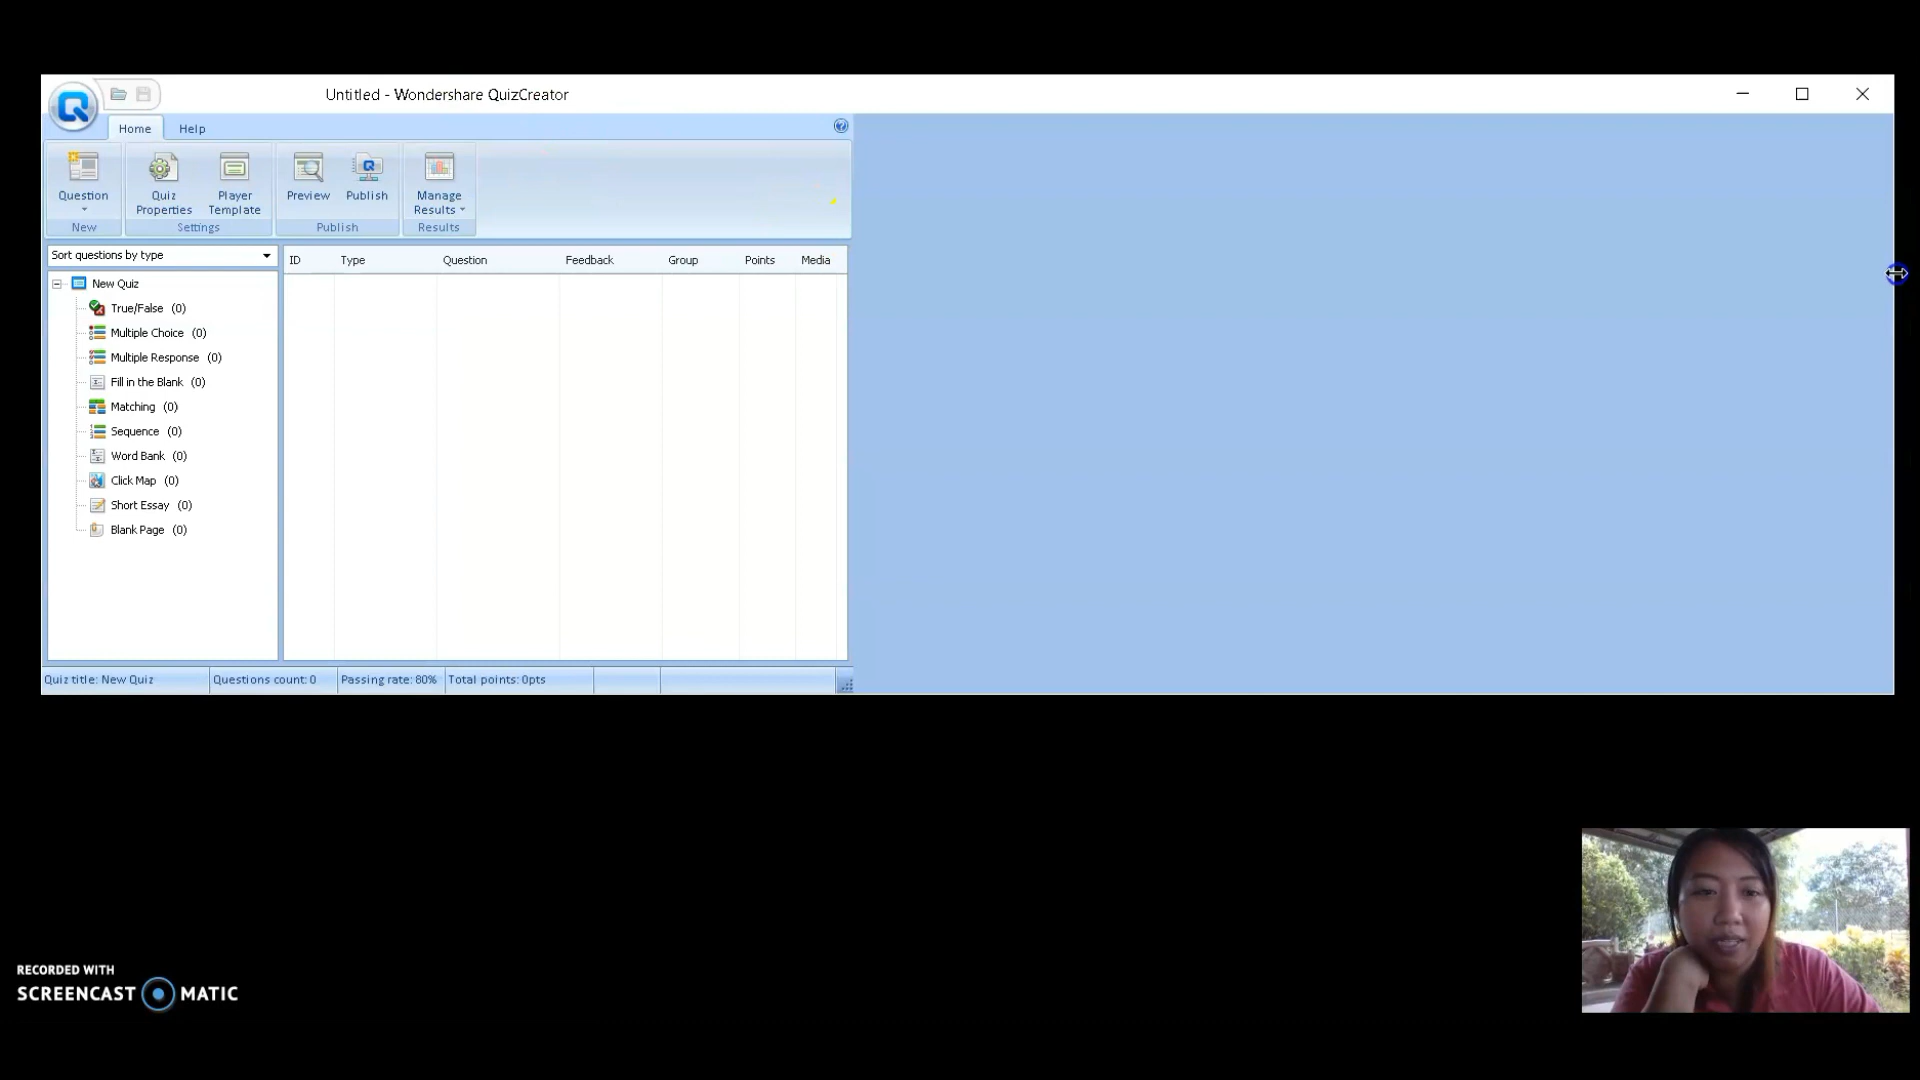 Untitled - Wondershare QuizCreator
Home Help
Question Quiz Properties Player Template Preview Publish Manage Results
New Settings Publish Results
Sort questions by type
ID Type Question Feedback Group Points Media
New Quiz
True/False (0)
Multiple Choice (0)
Multiple Response (0)
Fill in the Blank (0)
Matching (0)
Sequence (0)
Word Bank (0)
Click Map (0)
Short Essay (0)
Blank Page (0)
Quiz title: New Quiz Questions count: 0 Passing rate: 80% Total points: 0pts
RECORDED WITH
SCREENCAST MATIC